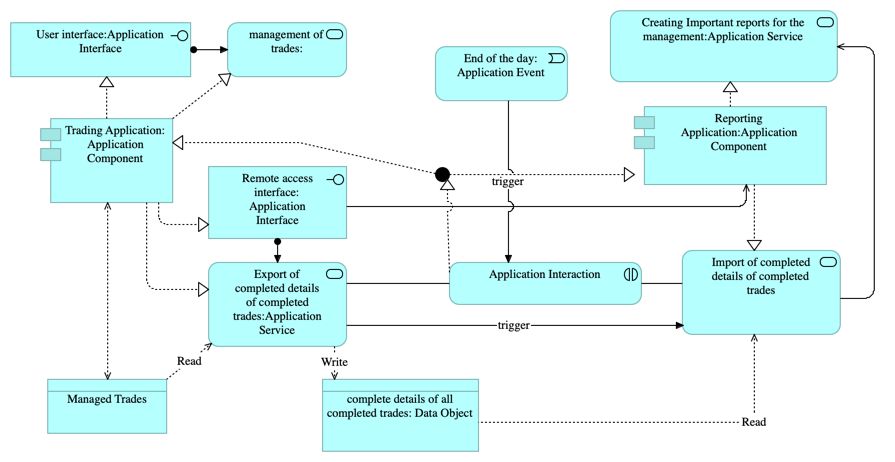 User interface:Application
Interface
management of
trades:
End of the day:
Application Event
Creating Important reports for the
management:Application Service
Trading Application:
Application
Component
Reporting
Application:Application
Component
Remote access
interface:
Application
Interface
trigger
Export of
completed details
of completed
trades:Application
Service
Application Interaction
Import of completed
details of completed
trades
trigger
Read
Write
Managed Trades
complete details of all
completed trades: Data Object
Read